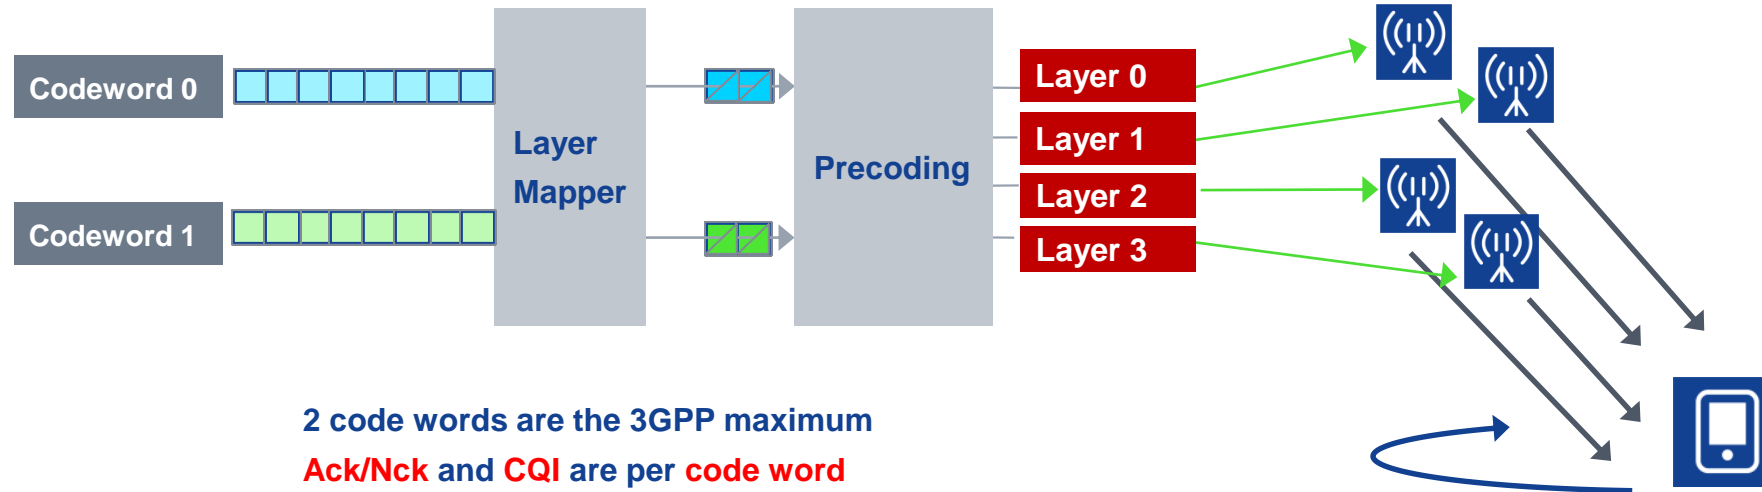 Codeword 0
Codeword 1
Layer
Mapper
Precoding
Layer 0
Layer 1
Layer 2
Layer 3
2 code words are the 3GPP maximum
Ack/Nck and CQI are per code word